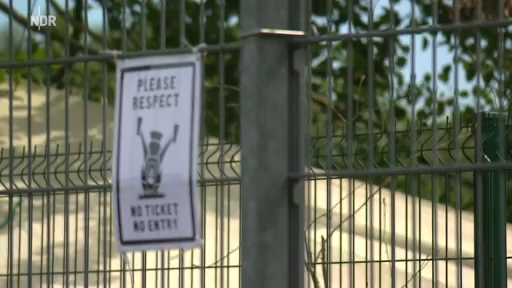 NDR
PLEASE
RESPECT
NO TICKET
NO ENTRY